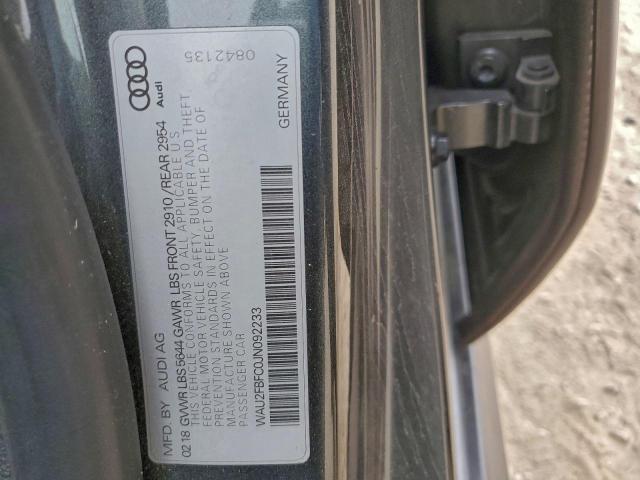 MFD. BY AUDI AG
Audi
0218 GVWR LBS 5644 GAWR LBS FRONT 2910 / REAR 2954
THIS VEHICLE CONFORMS TO ALL APPLICABLE U S
FEDERAL MOTOR VEHICLE SAFETY, BUMPER AND THEFT
PREVENTION STANDARDS IN EFFECT ON THE DATE OF
MANUFACTURE SHOWN ABOVE
PASSENGER CAR
0842135
WAU2FBFC0JN092233
GERMANY